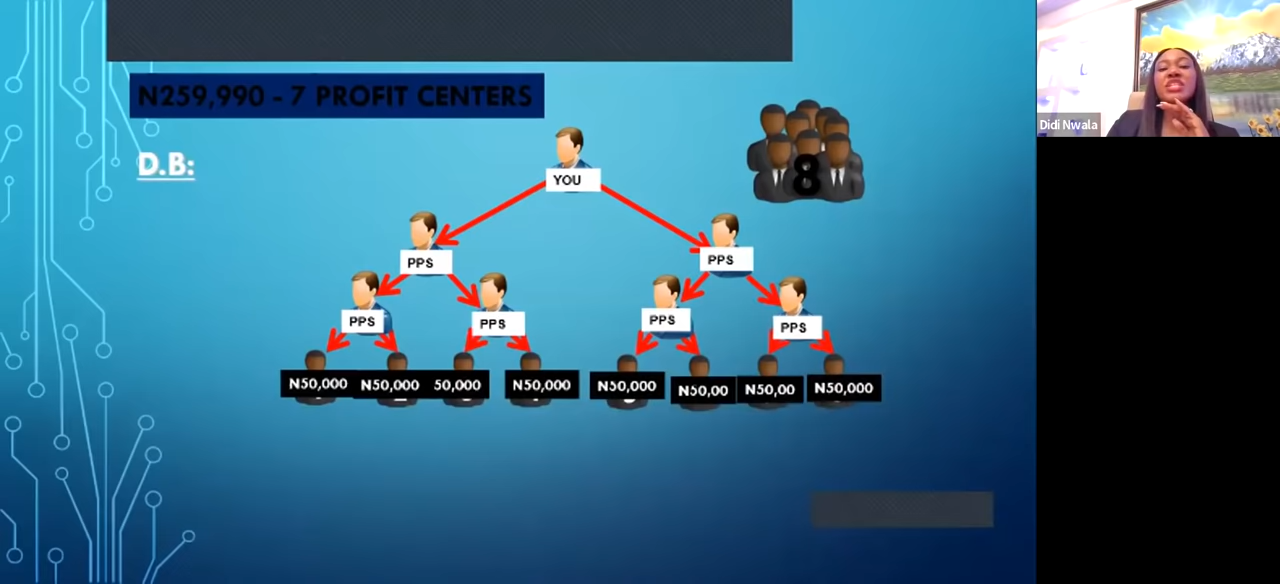 N259,990 - 7 PROFIT CENTERS
Didi Nwala
D.B:
8
YOU
PPS
PPS
PPS
PPS
PPS
PPS
N50,000
N50,000
50,000
N50,000
N50,000
N50,00
N50,00
N50,000